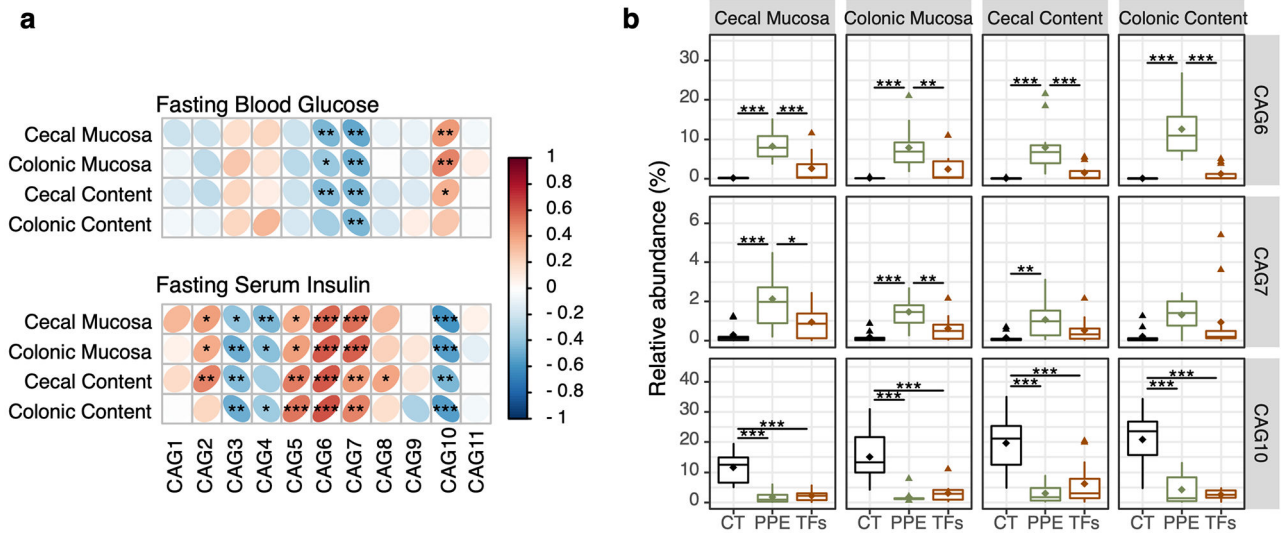 a
Fasting Blood Glucose
Cecal Mucosa ** ** **
Colonic Mucosa * ** **
Cecal Content ** ** *
Colonic Content **
Fasting Serum Insulin
Cecal Mucosa * * ** * *** *** ***
Colonic Mucosa * ** * * *** *** ***
Cecal Content ** ** ** *** ** * **
Colonic Content ** * *** *** ** ***
CAG1 CAG2 CAG3 CAG4 CAG5 CAG6 CAG7 CAG8 CAG9 CAG10 CAG11
1
0.8
0.6
0.4
0.2
0
- 0.2
- 0.4
- 0.6
- 0.8
- 1
b
Cecal Mucosa Colonic Mucosa Cecal Content Colonic Content
Relative abundance (%)
30
20
10
0
*** ***
*** **
*** ***
*** ***
CAG6
6
4
2
0
*** *
*** **
**
CAG7
40
30
20
10
0
***
***
***
***
***
***
***
***
CAG10
CT PPE TFs CT PPE TFs CT PPE TFs CT PPE TFs